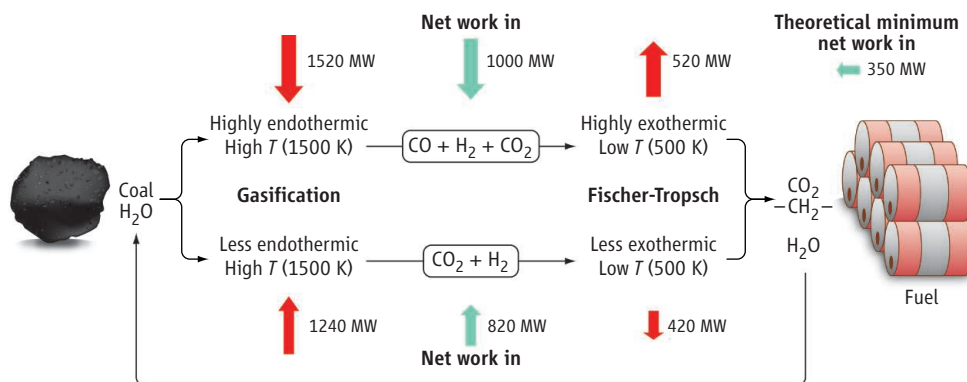 Net work in
Theoretical minimum
net work in
1520 MW
1000 MW
520 MW
350 MW
Highly endothermic
High T (1500 K)
CO + H₂ + CO₂
Highly exothermic
Low T (500 K)
Coal
H₂O
Gasification
Fischer-Tropsch
CO₂
–CH₂–
H₂O
Less endothermic
High T (1500 K)
CO₂ + H₂
Less exothermic
Low T (500 K)
Fuel
1240 MW
820 MW
420 MW
Net work in